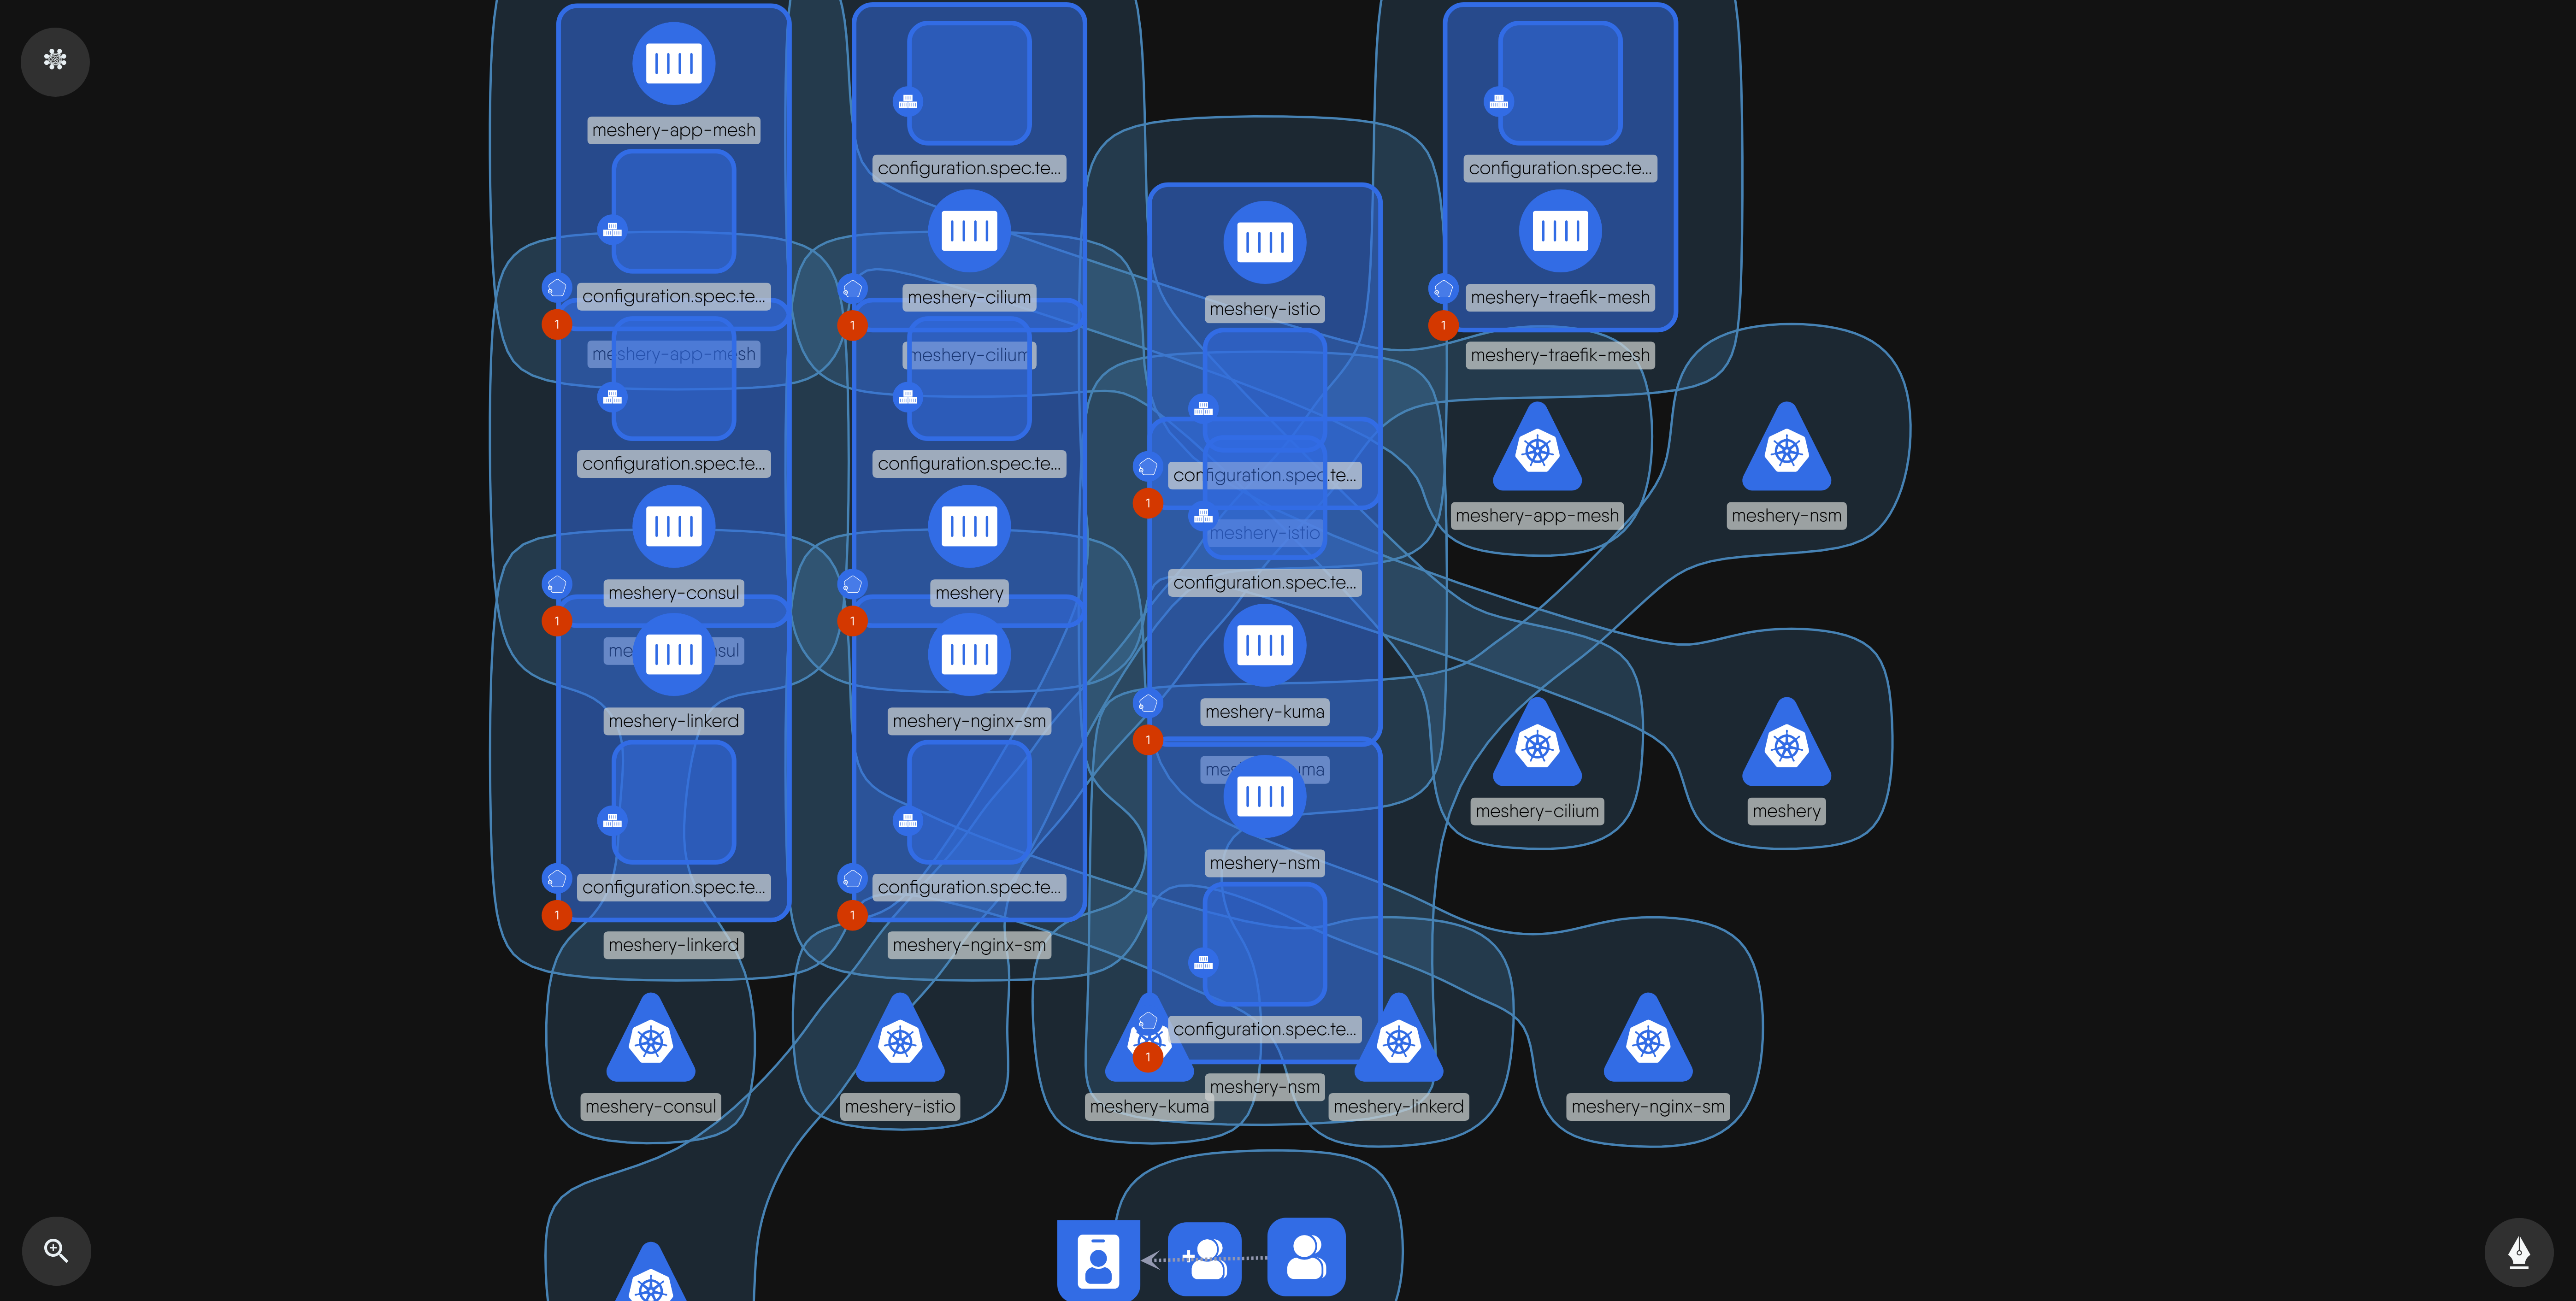 meshery-app-mesh
configuration.spec.te...
1
meshery-app-mesh
configuration.spec.te...
meshery-consul
1
meshery-linkerd
configuration.spec.te...
1
meshery-linkerd
configuration.spec.te...
meshery-cilium
1
meshery-cilium
configuration.spec.te...
meshery
1
meshery-nginx-sm
configuration.spec.te...
1
meshery-nginx-sm
meshery-istio
configuration.spec.te...
1
meshery-istio
configuration.spec.te...
meshery-kuma
1
meshery-nsm
configuration.spec.te...
1
meshery-nsm
configuration.spec.te...
meshery-traefik-mesh
1
meshery-traefik-mesh
meshery-app-mesh
meshery-nsm
meshery-cilium
meshery
meshery-consul
meshery-istio
meshery-kuma
meshery-linkerd
meshery-nginx-sm